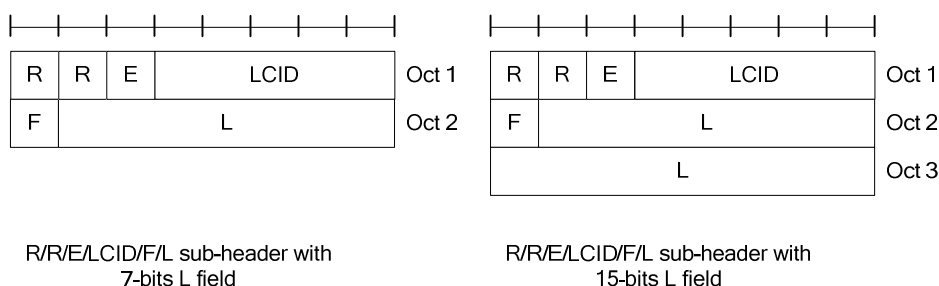 R R E LCID Oct 1
F L Oct 2
R/R/E/LCID/F/L sub-header with
7-bits L field
R R E LCID Oct 1
F L Oct 2
L Oct 3
R/R/E/LCID/F/L sub-header with
15-bits L field